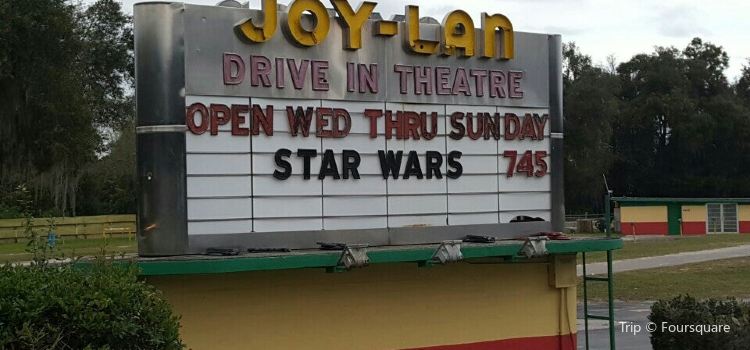 JOY-LAN
DRIVE IN THEATRE
OPEN WED THRU SUNDAY
STAR WARS 745
Trip © Foursquare